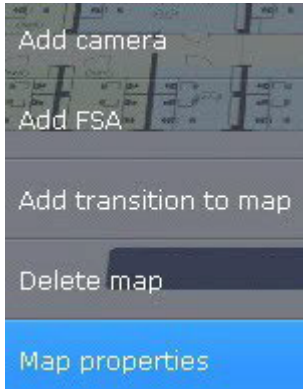 Add camera
Add FSA
Add transition to map
Delete map
Map properties